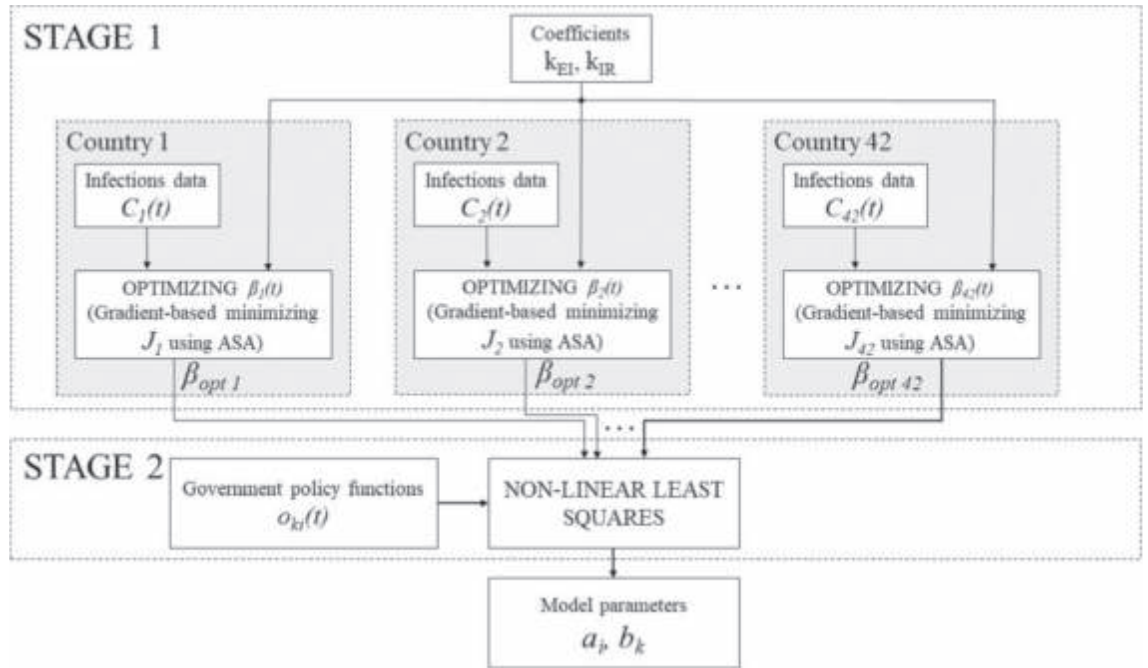 STAGE 1
Coefficients
k_EI, k_IR
Country 1
Infections data
C_1(t)
OPTIMIZING β_1(t)
(Gradient-based minimizing
J_1 using ASA)
β_opt 1
Country 2
Infections data
C_2(t)
OPTIMIZING β_2(t)
(Gradient-based minimizing
J_2 using ASA)
β_opt 2
...
Country 42
Infections data
C_42(t)
OPTIMIZING β_42(t)
(Gradient-based minimizing
J_42 using ASA)
β_opt 42
...
STAGE 2
Government policy functions
o_ki(t)
NON-LINEAR LEAST
SQUARES
Model parameters
a_i, b_k